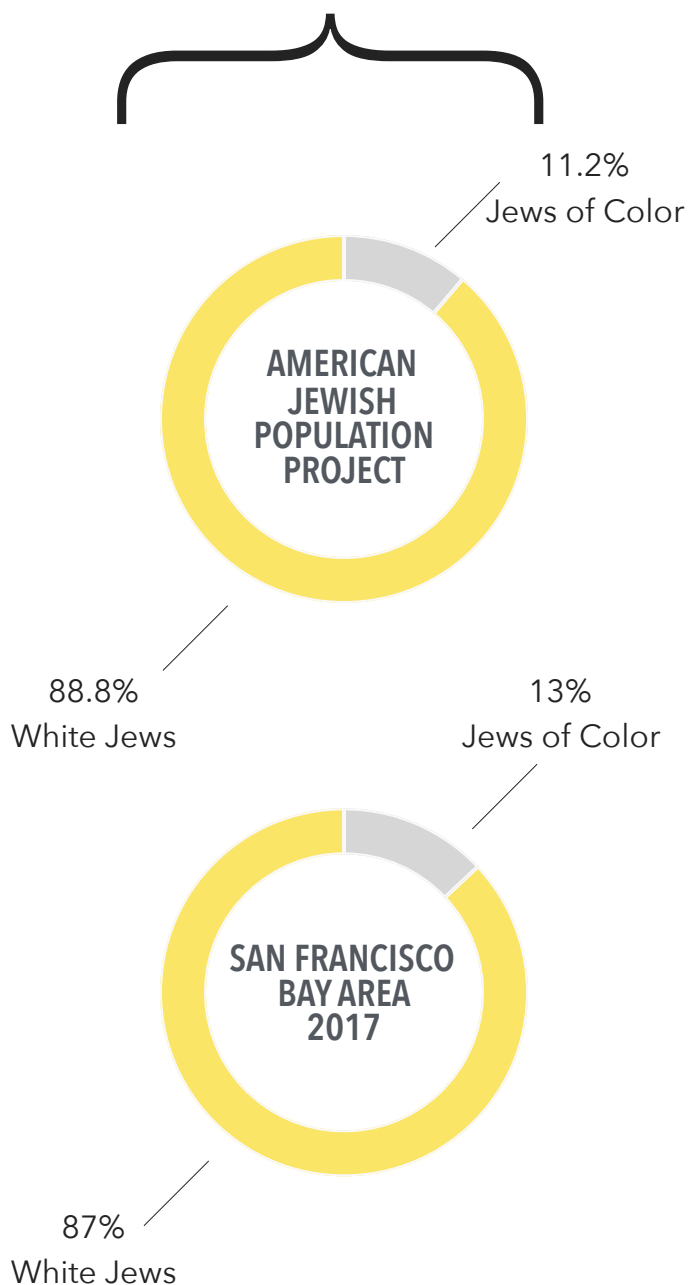 11.2%
Jews of Color
AMERICAN
JEWISH
POPULATION
PROJECT
88.8%
White Jews
13%
Jews of Color
SAN FRANCISCO
BAY AREA
2017
87%
White Jews